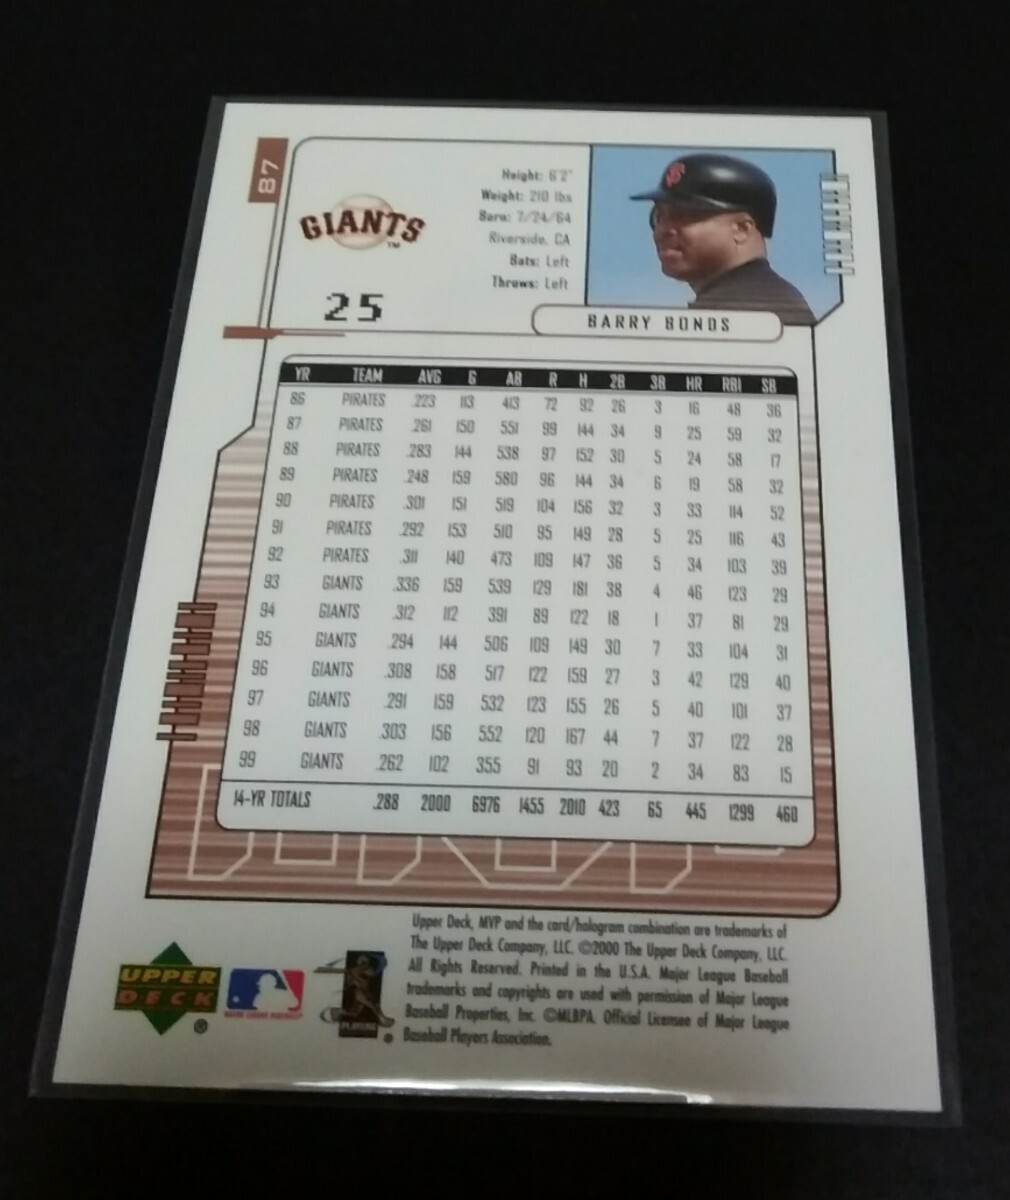 87
GIANTS
TM
25
Height: 6'2"
Weight: 210 lbs
Born: 7/24/64
Riverside, CA
Bats: Left
Throws: Left
BARRY BONDS
YR TEAM AVG G AB R H 2B 3B HR RBI SB
86 PIRATES .223 113 413 72 92 26 3 16 48 36
87 PIRATES .261 150 551 99 144 34 9 25 59 32
88 PIRATES .283 144 538 97 152 30 5 24 58 17
89 PIRATES .248 159 580 96 144 34 6 19 58 32
90 PIRATES .301 151 519 104 156 32 3 33 114 52
91 PIRATES .292 153 510 95 149 28 5 25 116 43
92 PIRATES .311 140 473 109 147 36 5 34 103 39
93 GIANTS .336 159 539 129 181 38 4 46 123 29
94 GIANTS .312 112 391 89 122 18 1 37 81 29
95 GIANTS .294 144 506 109 149 30 7 33 104 31
96 GIANTS .308 158 517 122 159 27 3 42 129 40
97 GIANTS .291 159 532 123 155 26 5 40 101 37
98 GIANTS .303 156 552 120 167 44 7 37 122 28
99 GIANTS .262 102 355 91 93 20 2 34 83 15
14-YR TOTALS .288 2000 6976 1455 2010 423 65 445 1299 460
Upper Deck, MVP and the card/hologram combination are trademarks of
The Upper Deck Company, LLC. ©2000 The Upper Deck Company, LLC.
All Rights Reserved. Printed in the U.S.A. Major League Baseball
trademarks and copyrights are used with permission of Major League
Baseball Properties, Inc. ©MLBPA. Official Licensee of Major League
Baseball Players Association.
UPPER
DECK
®
MAJOR LEAGUE BASEBALL
PLAYERS
®